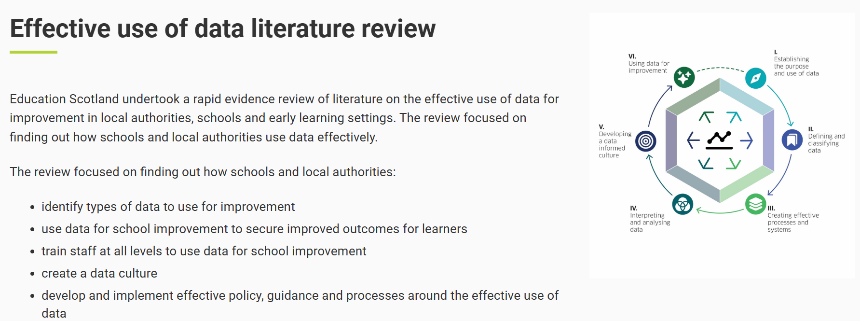 Effective use of data literature review
Education Scotland undertook a rapid evidence review of literature on the effective use of data for
improvement in local authorities, schools and early learning settings. The review focused on
finding out how schools and local authorities use data effectively.
The review focused on finding out how schools and local authorities:
• identify types of data to use for improvement
• use data for school improvement to secure improved outcomes for learners
• train staff at all levels to use data for school improvement
• create a data culture
• develop and implement effective policy, guidance and processes around the effective use of
data
I.
Establishing
the purpose
and use of data
II.
Defining and
classifying
data
III.
Creating effective
processes and
systems
IV.
Interpreting
and analysing
data
V.
Developing
a data
informed
culture
VI.
Using data for
improvement